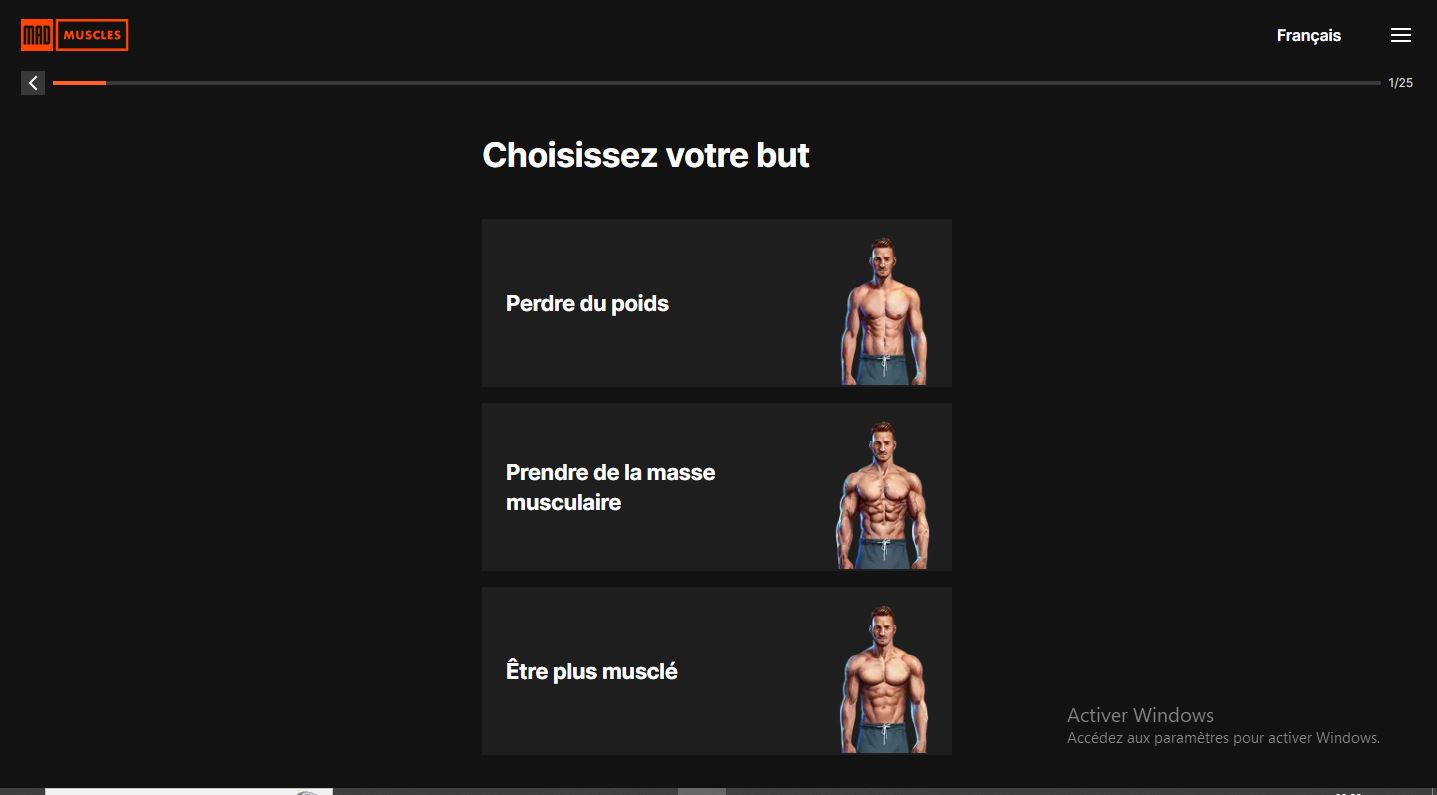 MAD MUSCLES
Français
1/25
Choisissez votre but
Perdre du poids
Prendre de la masse
musculaire
Être plus musclé
Activer Windows
Accédez aux paramètres pour activer Windows.